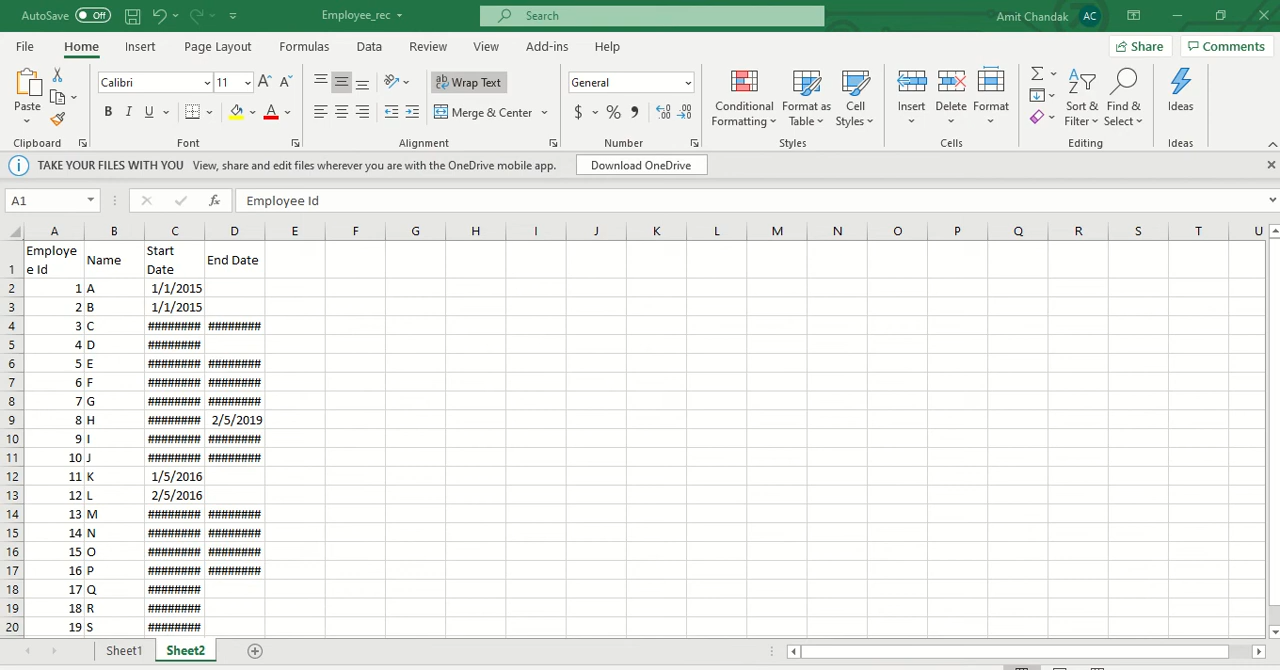 AutoSave Off Employee_rec Search Amit Chandak AC
File Home Insert Page Layout Formulas Data Review View Add-ins Help Share Comments
Paste Calibri 11 A A ab Wrap Text General Conditional Formatting Format as Table Cell Styles Insert Delete Format Sort & Filter Find & Select Ideas
B I U A Merge & Center $ % ,
Clipboard Font Alignment Number Styles Cells Editing Ideas
TAKE YOUR FILES WITH YOU View, share and edit files wherever you are with the OneDrive mobile app. Download OneDrive
A1 fx Employee Id
A B C D E F G H I J K L M N O P Q R S T U
1 Employe e Id Name Start Date End Date
2 1 A 1/1/2015
3 2 B 1/1/2015
4 3 C ######## ########
5 4 D ########
6 5 E ######## ########
7 6 F ######## ########
8 7 G ######## ########
9 8 H ######## 2/5/2019
10 9 I ######## ########
11 10 J ######## ########
12 11 K 1/5/2016
13 12 L 2/5/2016
14 13 M ######## ########
15 14 N ######## ########
16 15 O ######## ########
17 16 P ######## ########
18 17 Q ########
19 18 R ########
20 19 S ########
Sheet1 Sheet2